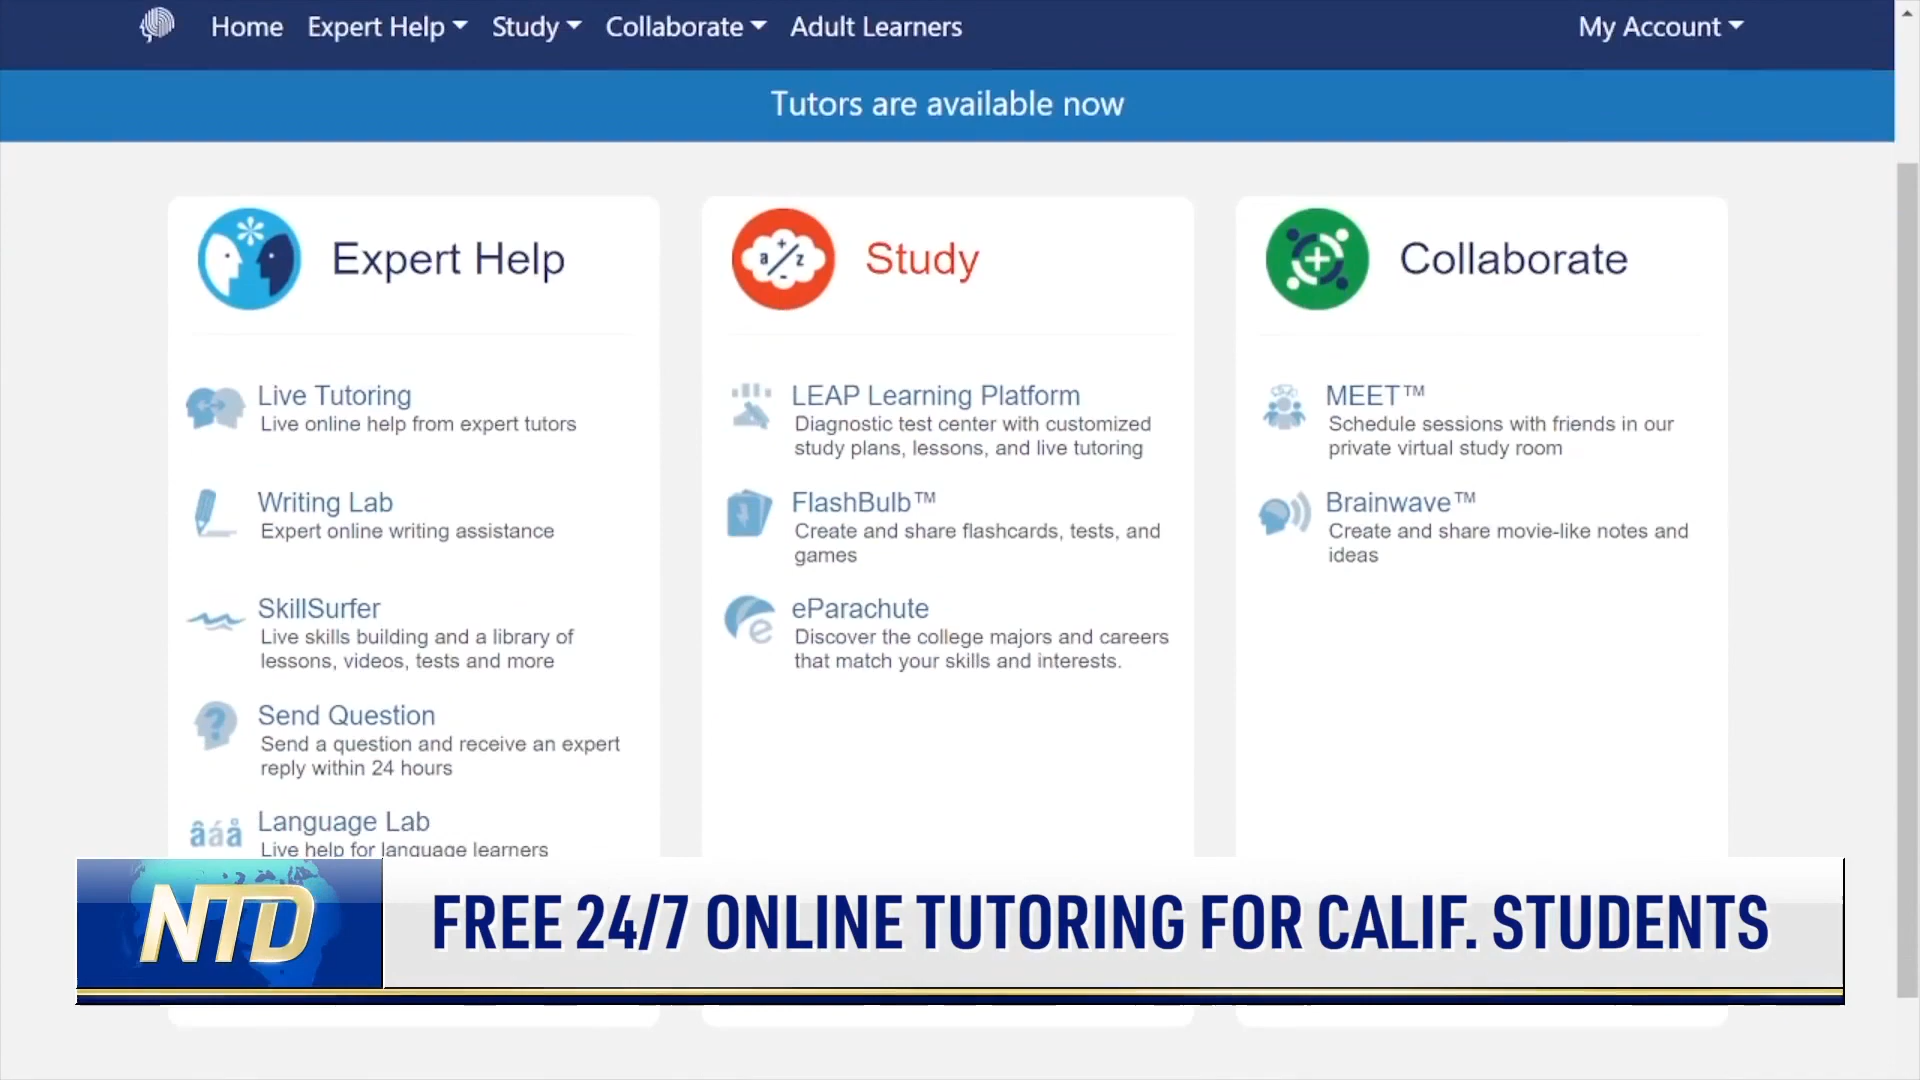 Home Expert Help Study Collaborate Adult Learners My Account
Tutors are available now
Expert Help
Live Tutoring
Live online help from expert tutors
Writing Lab
Expert online writing assistance
SkillSurfer
Live skills building and a library of
lessons, videos, tests and more
Send Question
Send a question and receive an expert
reply within 24 hours
âáå Language Lab
Live help for language learners
a + / - z
Study
LEAP Learning Platform
Diagnostic test center with customized
study plans, lessons, and live tutoring
FlashBulb™
Create and share flashcards, tests, and
games
eParachute
Discover the college majors and careers
that match your skills and interests.
Collaborate
MEET™
Schedule sessions with friends in our
private virtual study room
Brainwave™
Create and share movie-like notes and
ideas
NTD
FREE 24/7 ONLINE TUTORING FOR CALIF. STUDENTS